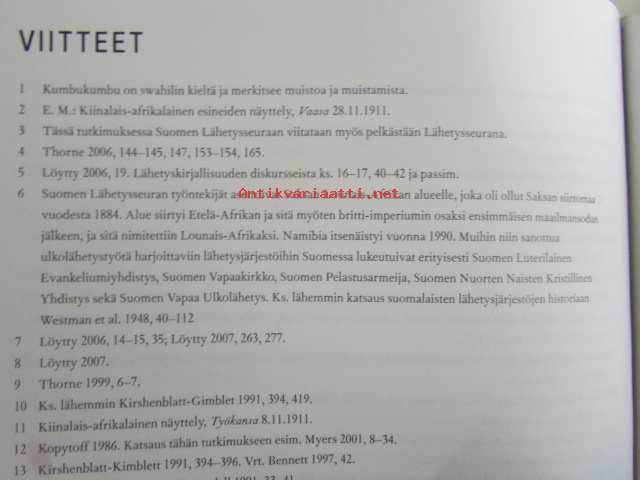 VIITTEET
1 Kumbukumbu on swahilin kieltä ja merkitsee muistoa ja muistamista.
2 E. M.: Kiinalais-afrikalainen esineiden näyttely, Vaasa 28.11.1911.
3 Tässä tutkimuksessa Suomen Lähetysseuraan viitataan myös pelkästään Lähetysseurana.
4 Thorne 2006, 144–145, 147, 153–154, 165.
5 Löytty 2006, 19. Lähetyskirjallisuuden diskursseista ks. 16–17, 40–42 ja passim.
Antikvariaatti.net
6 Suomen Lähetysseuran työntekijät alueelle, joka oli ollut Saksan siirtomaa
vuodesta 1884. Alue siirtyi Etelä-Afrikan ja sitä myöten britti-imperiumin osaksi ensimmäisen maailmansodan
jälkeen, ja sitä nimitettiin Lounais-Afrikaksi. Namibia itsenäistyi vuonna 1990. Muihin niin sanottua
ulkolähetystyötä harjoittaviin lähetysjärjestöihin Suomessa lukeutuivat erityisesti Suomen Luterilainen
Evankeliumiyhdistys, Suomen Vapaakirkko, Suomen Pelastusarmeija, Suomen Nuorten Naisten Kristillinen
Yhdistys sekä Suomen Vapaa Ulkolähetys. Ks. lähemmin katsaus suomalaisten lähetysjärjestöjen historiaan
Westman et al. 1948, 40–112
7 Löytty 2006, 14–15, 35; Löytty 2007, 263, 277.
8 Löytty 2007.
9 Thorne 1999, 6–7.
10 Ks. lähemmin Kirshenblatt-Gimblet 1991, 394, 419.
11 Kiinalais-afrikalainen näyttely, Työkansa 8.11.1911.
12 Kopytoff 1986. Katsaus tähän tutkimukseen esim. Myers 2001, 8–34.
13 Kirshenblatt-Kimblett 1991, 394–396. Vrt. Bennett 1997, 42.